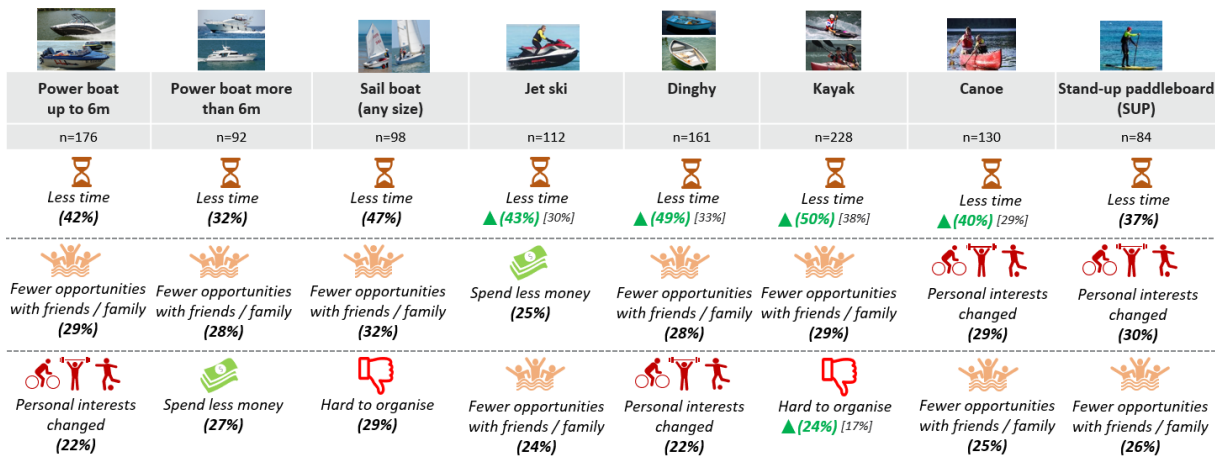 Power boat
up to 6m
Power boat more
than 6m
Sail boat
(any size)
Jet ski
Dinghy
Kayak
Canoe
Stand-up paddleboard
(SUP)
n=176
n=92
n=98
n=112
n=161
n=228
n=130
n=84
Less time
(42%)
Less time
(32%)
Less time
(47%)
Less time
▲(43%) [30%]
Less time
▲(49%) [33%]
Less time
▲(50%) [38%]
Less time
▲(40%) [29%]
Less time
(37%)
Fewer opportunities
with friends / family
(29%)
Fewer opportunities
with friends / family
(28%)
Fewer opportunities
with friends / family
(32%)
Spend less money
(25%)
Fewer opportunities
with friends / family
(28%)
Fewer opportunities
with friends / family
(29%)
Personal interests
changed
(29%)
Personal interests
changed
(30%)
Personal interests
changed
(22%)
Spend less money
(27%)
Hard to organise
(29%)
Fewer opportunities
with friends / family
(24%)
Personal interests
changed
(22%)
Hard to organise
▲(24%) [17%]
Fewer opportunities
with friends / family
(25%)
Fewer opportunities
with friends / family
(26%)